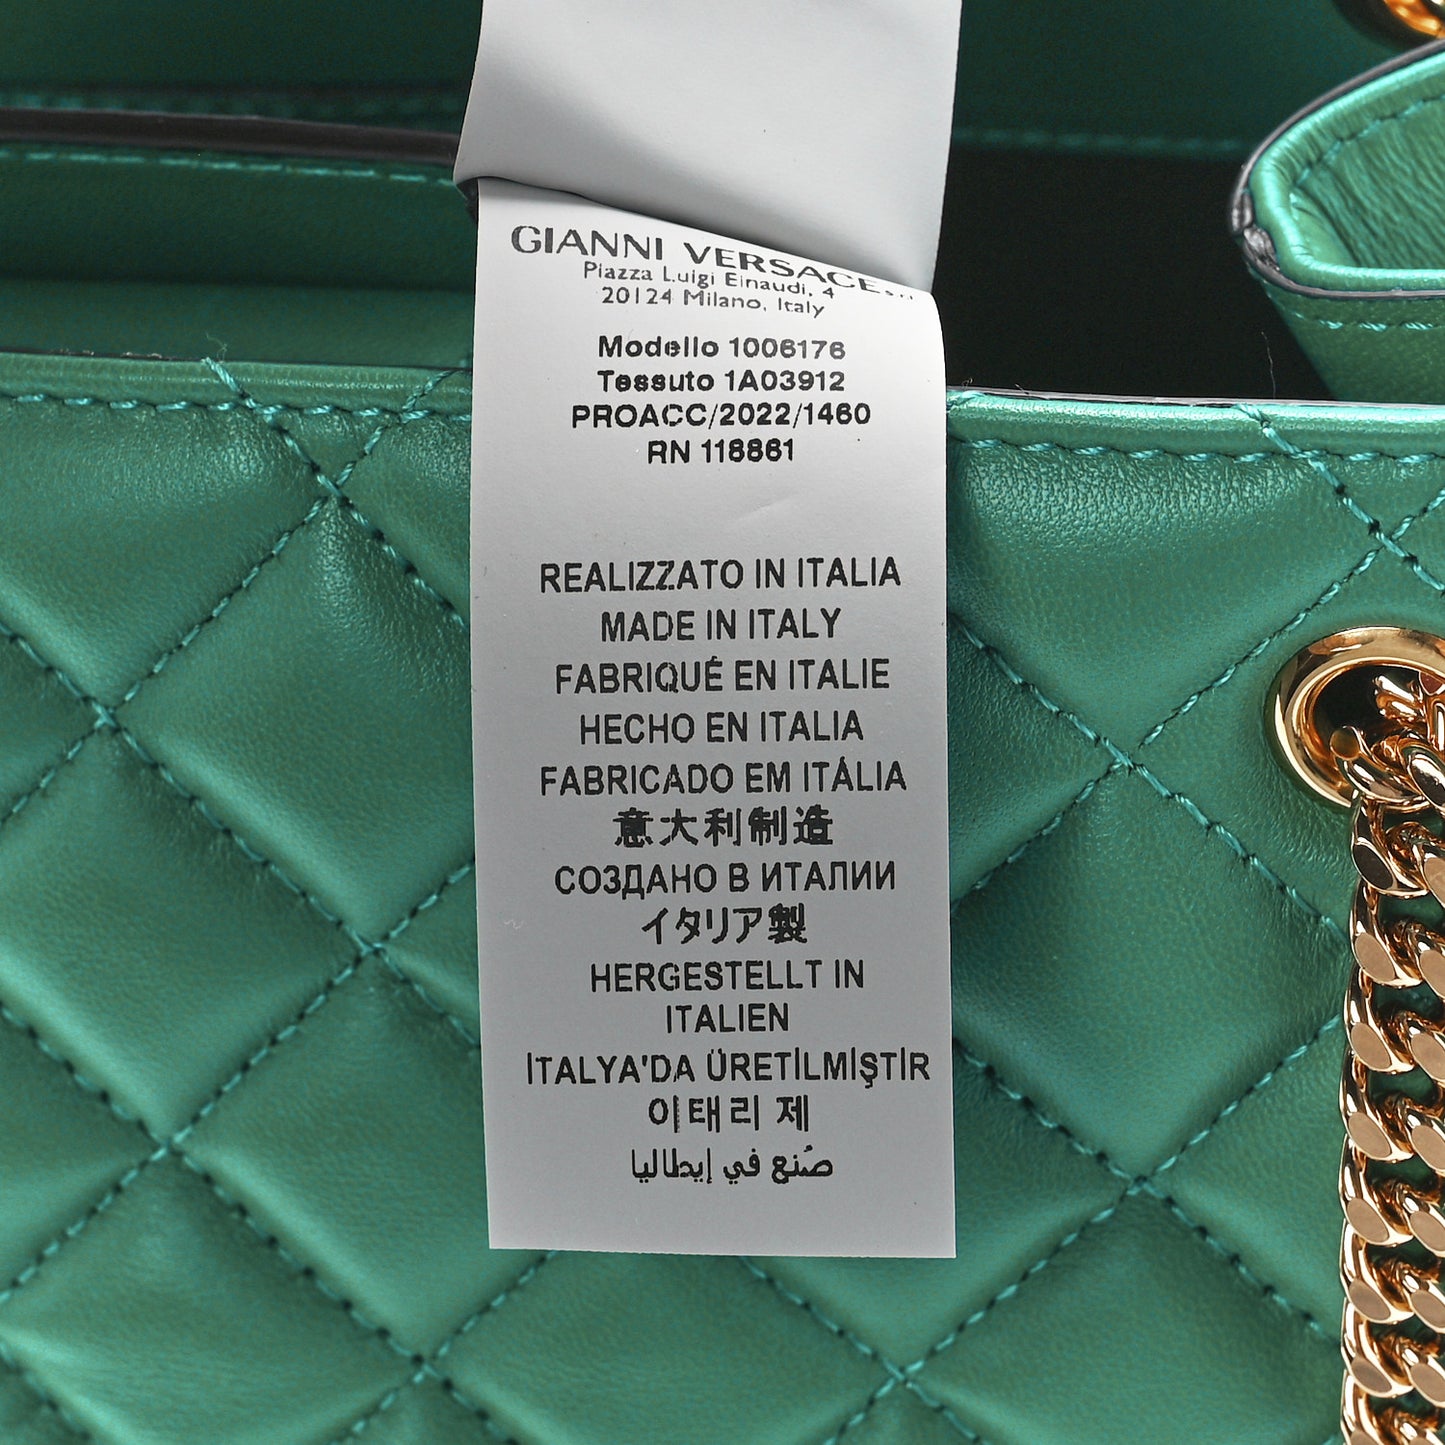 GIANNI VERSACE
Piazza Luigi Einaudi, 4
20124 Milano, Italy
Modello 1006176
Tessuto 1A03912
PROACC/2022/1460
RN 118861
REALIZZATO IN ITALIA
MADE IN ITALY
FABRIQUÉ EN ITALIE
HECHO EN ITALIA
FABRICADO EM ITÁLIA
意大利制造
СОЗДАНО В ИТАЛИИ
イタリア製
HERGESTELLT IN
ITALIEN
İTALYA'DA ÜRETİLMİŞTİR
이태리 제
صُنع في إيطاليا